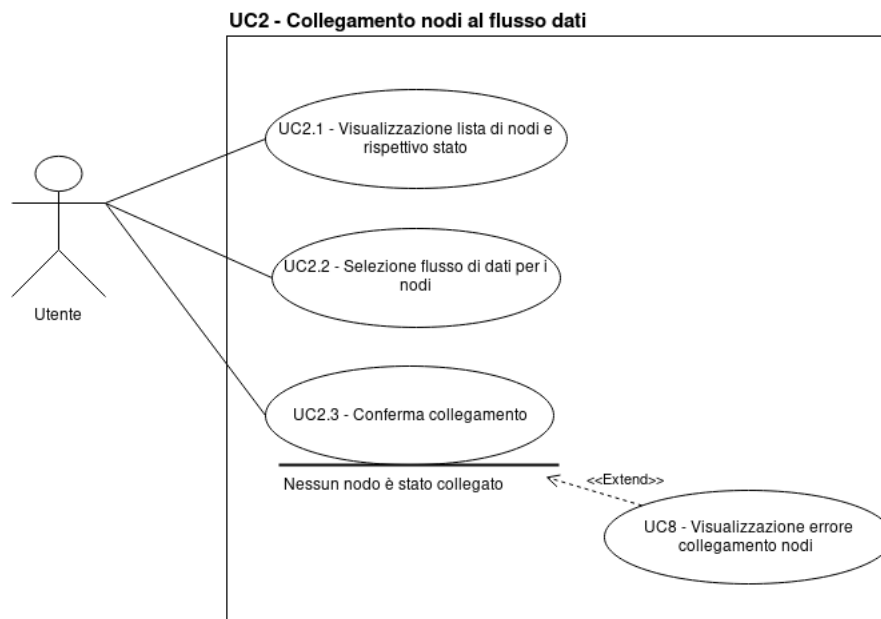 UC2 - Collegamento nodi al flusso dati
UC2.1 - Visualizzazione lista di nodi e
rispettivo stato
UC2.2 - Selezione flusso di dati per i
nodi
Utente
UC2.3 - Conferma collegamento
Nessun nodo è stato collegato
<<Extend>>
UC8 - Visualizzazione errore
collegamento nodi